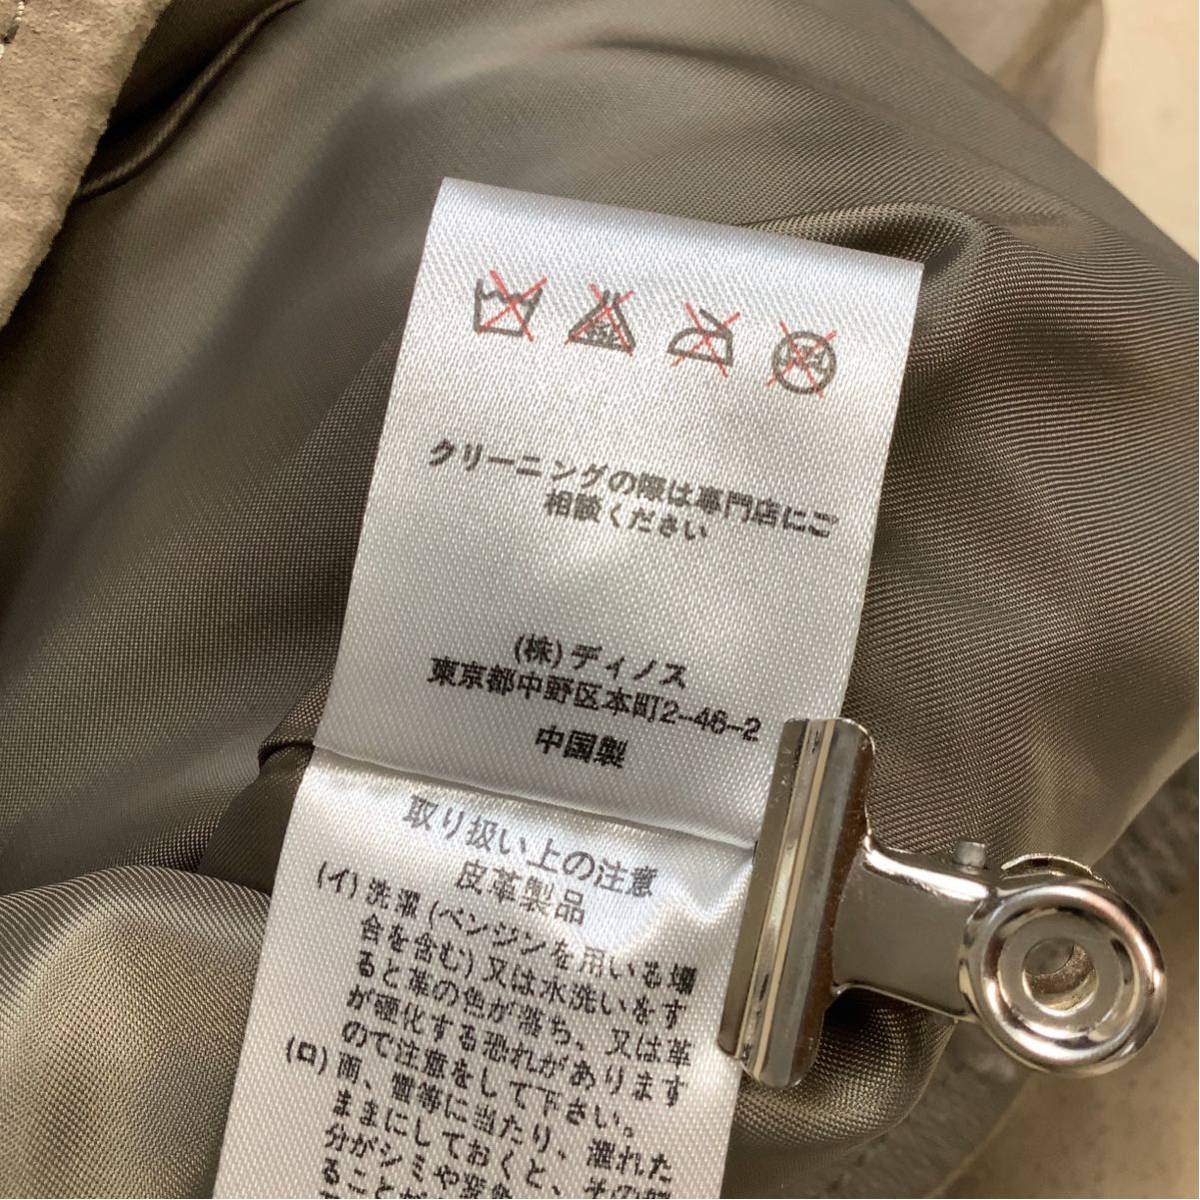 クリーニングの際は専門店にご
相談ください
(株)ディノス
東京都中野区本町2-46-2
中国製
取り扱い上の注意
皮革製品
(イ)洗濯(ベンジンを用いる場
合を含む)又は水洗いをす
ると革の色が落ち、又は革
が硬化する恐れがあります
ので注意をして下さい。
(ロ)雨、雪等に当たり、濡れた
ままにしておくと、その部
分がシミや変色
ることが